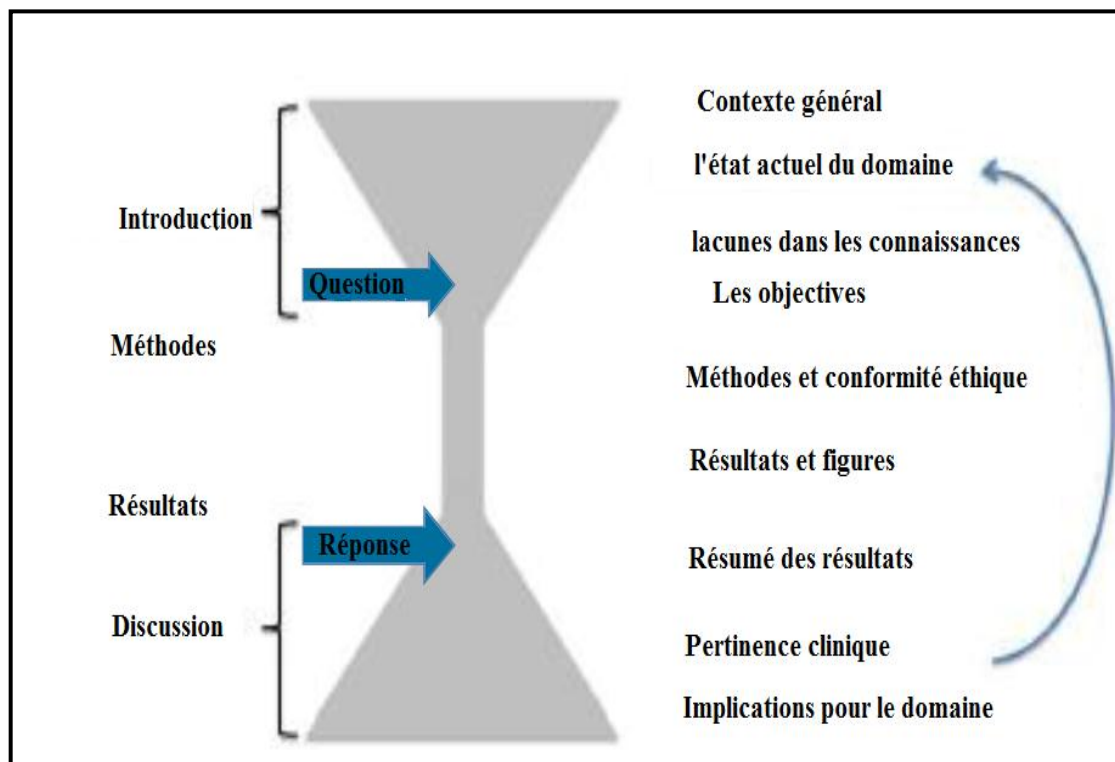 Contexte général
l'état actuel du domaine
Introduction
lacunes dans les connaissances
Question
Les objectives
Méthodes
Méthodes et conformité éthique
Résultats et figures
Résultats
Réponse
Résumé des résultats
Discussion
Pertinence clinique
Implications pour le domaine